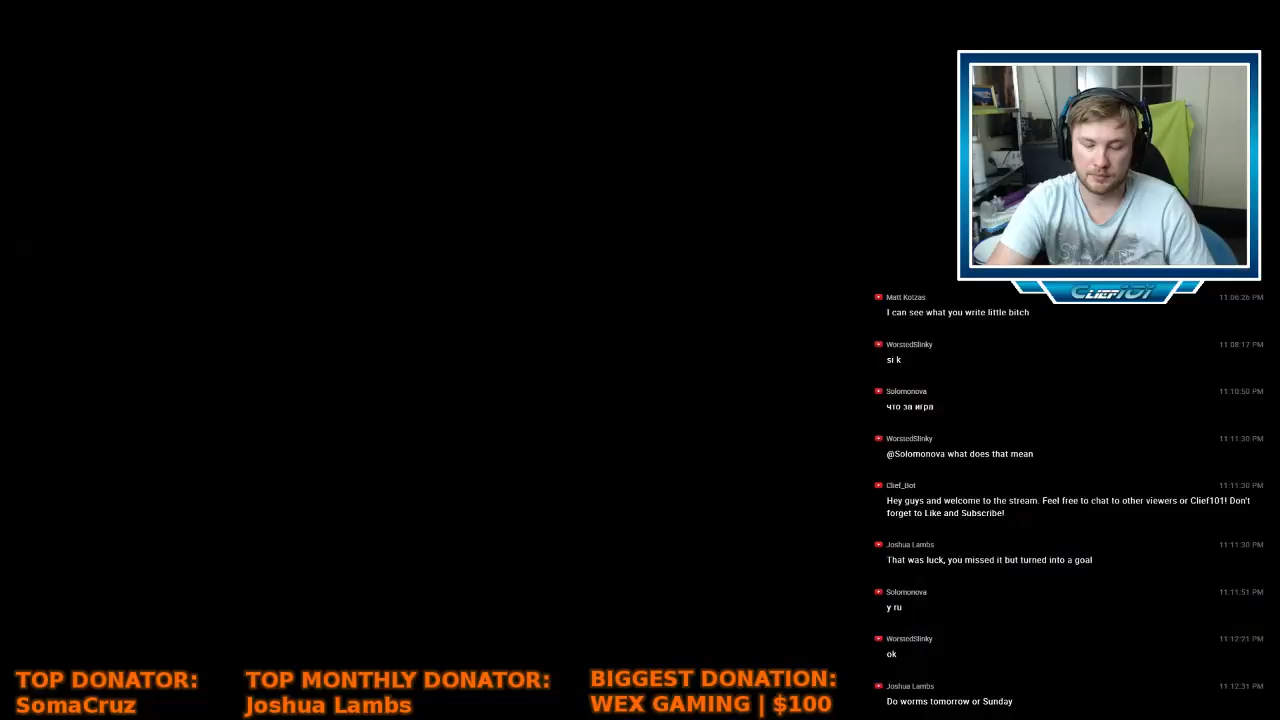 CLIEF101
Matt Kotzas 11:06:26 PM
I can see what you write little bitch
WorstedSlinky 11:08:17 PM
si k
Solomonova 11:10:50 PM
что за игра
WorstedSlinky 11:11:30 PM
@Solomonova what does that mean
Clief_Bot 11:11:30 PM
Hey guys and welcome to the stream. Feel free to chat to other viewers or Clief101! Don't
forget to Like and Subscribe!
Joshua Lambs 11:11:30 PM
That was luck, you missed it but turned into a goal
Solomonova 11:11:51 PM
y ru
WorstedSlinky 11:12:21 PM
ok
Joshua Lambs 11:12:31 PM
Do worms tomorrow or Sunday
TOP DONATOR:
SomaCruz
TOP MONTHLY DONATOR:
Joshua Lambs
BIGGEST DONATION:
WEX GAMING | $100